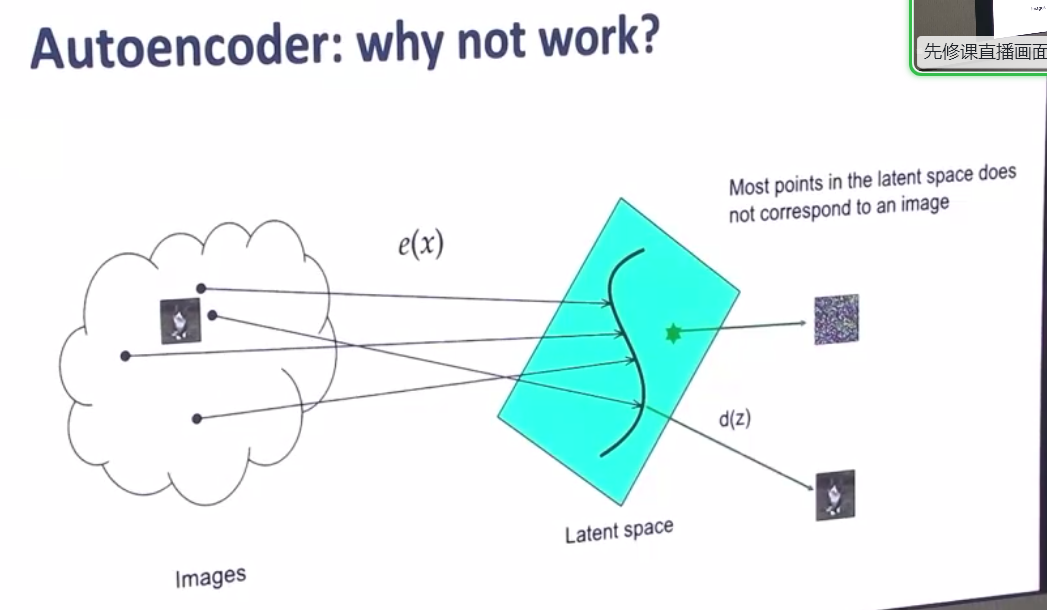 Autoencoder: why not work?
先修课直播画面
Most points in the latent space does
not correspond to an image
e(x)
d(z)
Latent space
Images